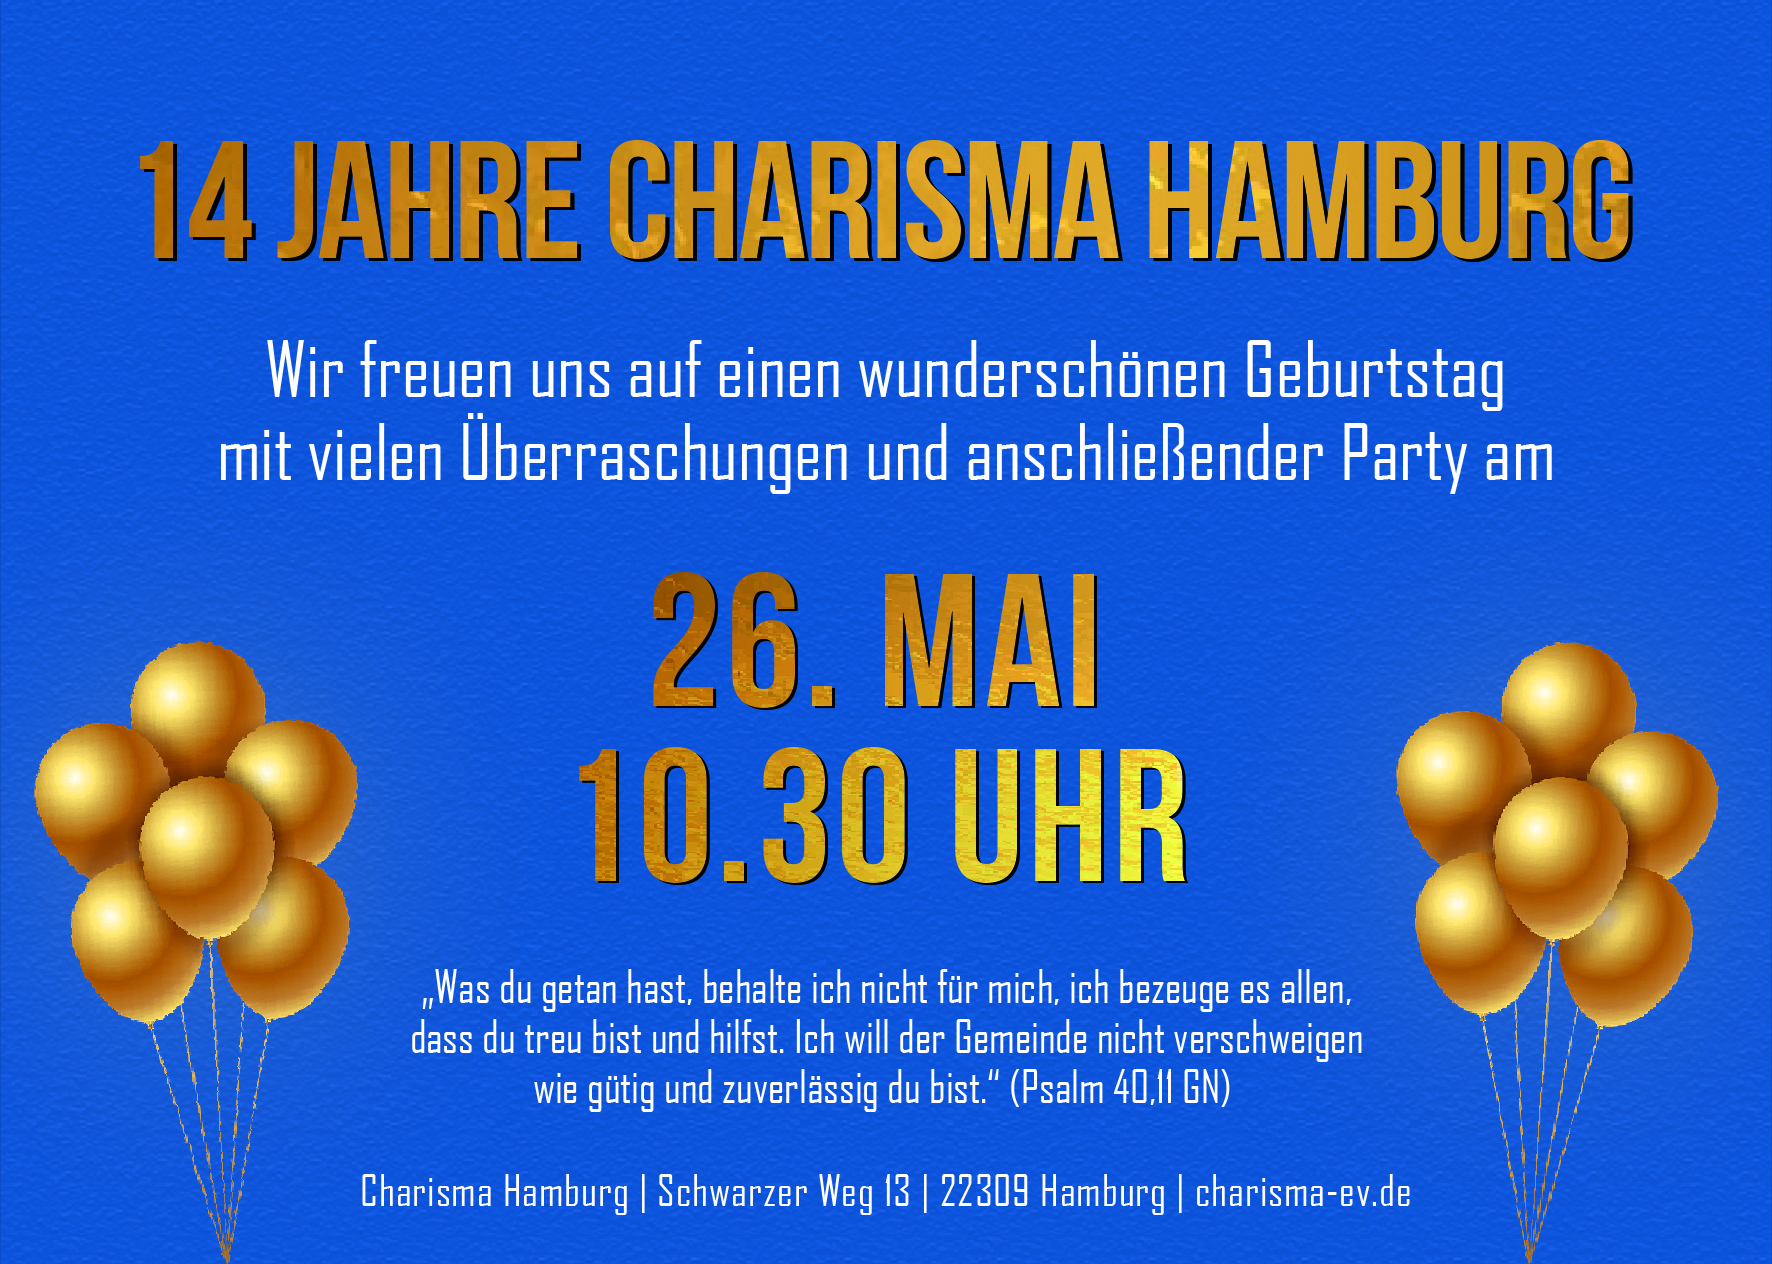 14 JAHRE CHARISMA HAMBURG
Wir freuen uns auf einen wunderschönen Geburtstag
mit vielen Überraschungen und anschließender Party am
26. MAI
10.30 UHR
„Was du getan hast, behalte ich nicht für mich, ich bezeuge es allen,
dass du treu bist und hilfst. Ich will der Gemeinde nicht verschweigen
wie gütig und zuverlässig du bist.“ (Psalm 40,11 GN)
Charisma Hamburg | Schwarzer Weg 13 | 22309 Hamburg | charisma-ev.de